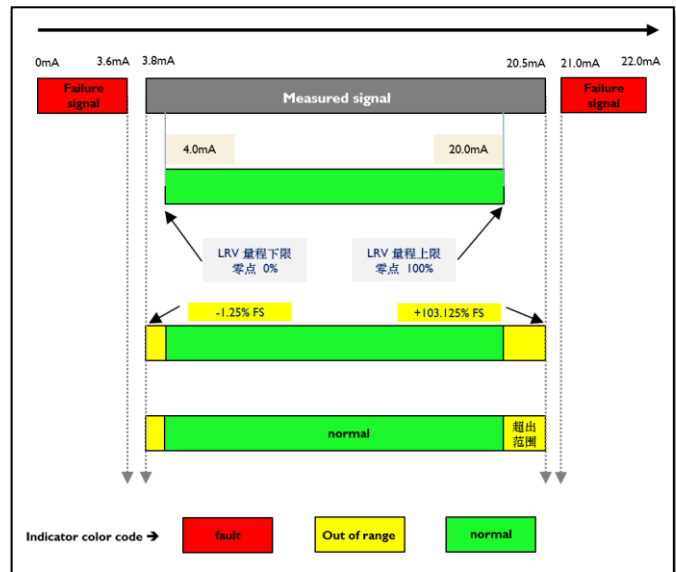 0mA
3.6mA
3.8mA
20.5mA
21.0mA
22.0mA
Failure
signal
Measured signal
Failure
signal
4.0mA
20.0mA
LRV 量程下限
零点 0%
LRV 量程上限
零点 100%
-1.25% FS
+103.125% FS
normal
超出
范围
Indicator color code ➔
fault
Out of range
normal